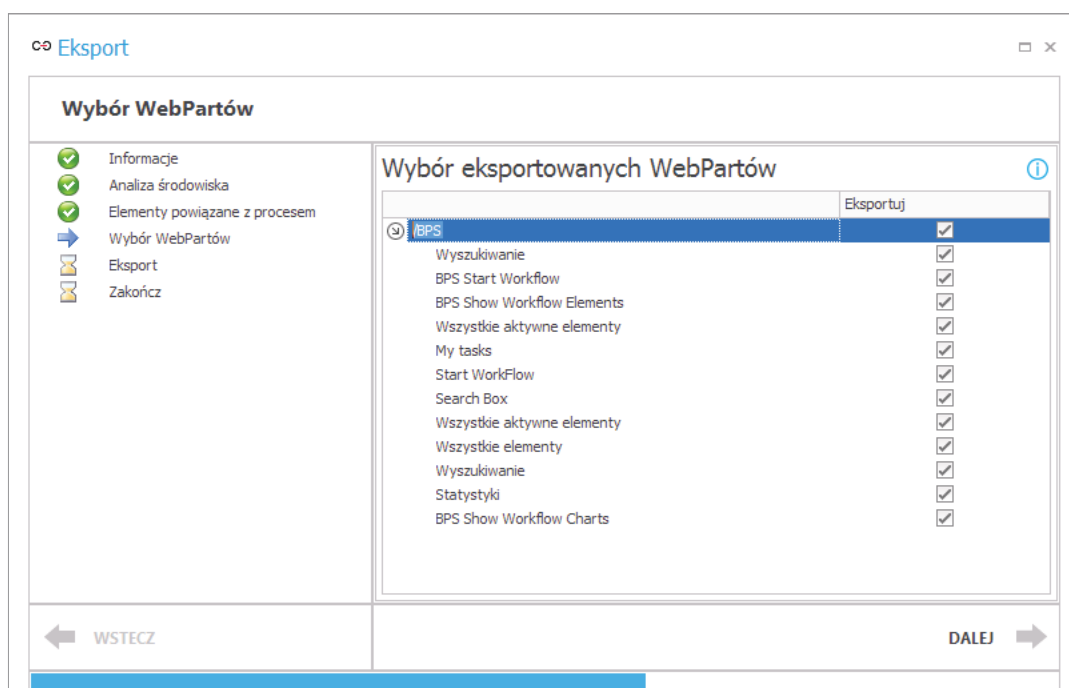 Eksport
Wybór WebPartów
Informacje
Analiza środowiska
Elementy powiązane z procesem
Wybór WebPartów
Eksport
Zakończ
Wybór eksportowanych WebPartów
Eksportuj
/BPS
Wyszukiwanie
BPS Start Workflow
BPS Show Workflow Elements
Wszystkie aktywne elementy
My tasks
Start WorkFlow
Search Box
Wszystkie aktywne elementy
Wszystkie elementy
Wyszukiwanie
Statystyki
BPS Show Workflow Charts
WSTECZ
DALEJ